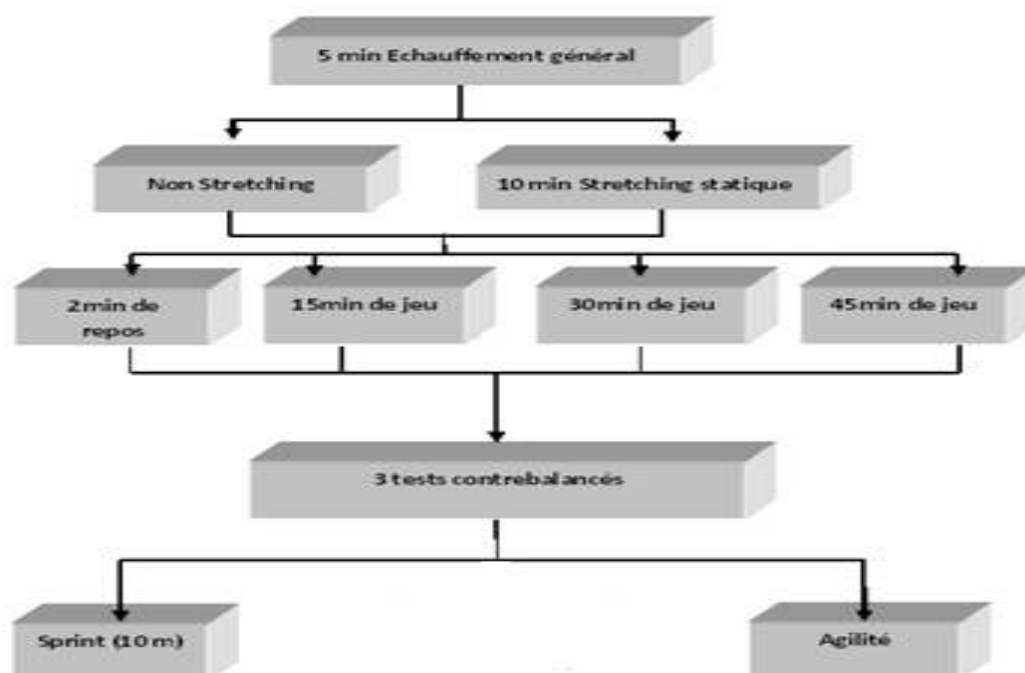 5 min Echauffement général
Non Stretching
10 min Stretching statique
2min de
repos
15min de jeu
30min de jeu
45min de jeu
3 tests contrebalancés
Sprint (10 m)
Agilité